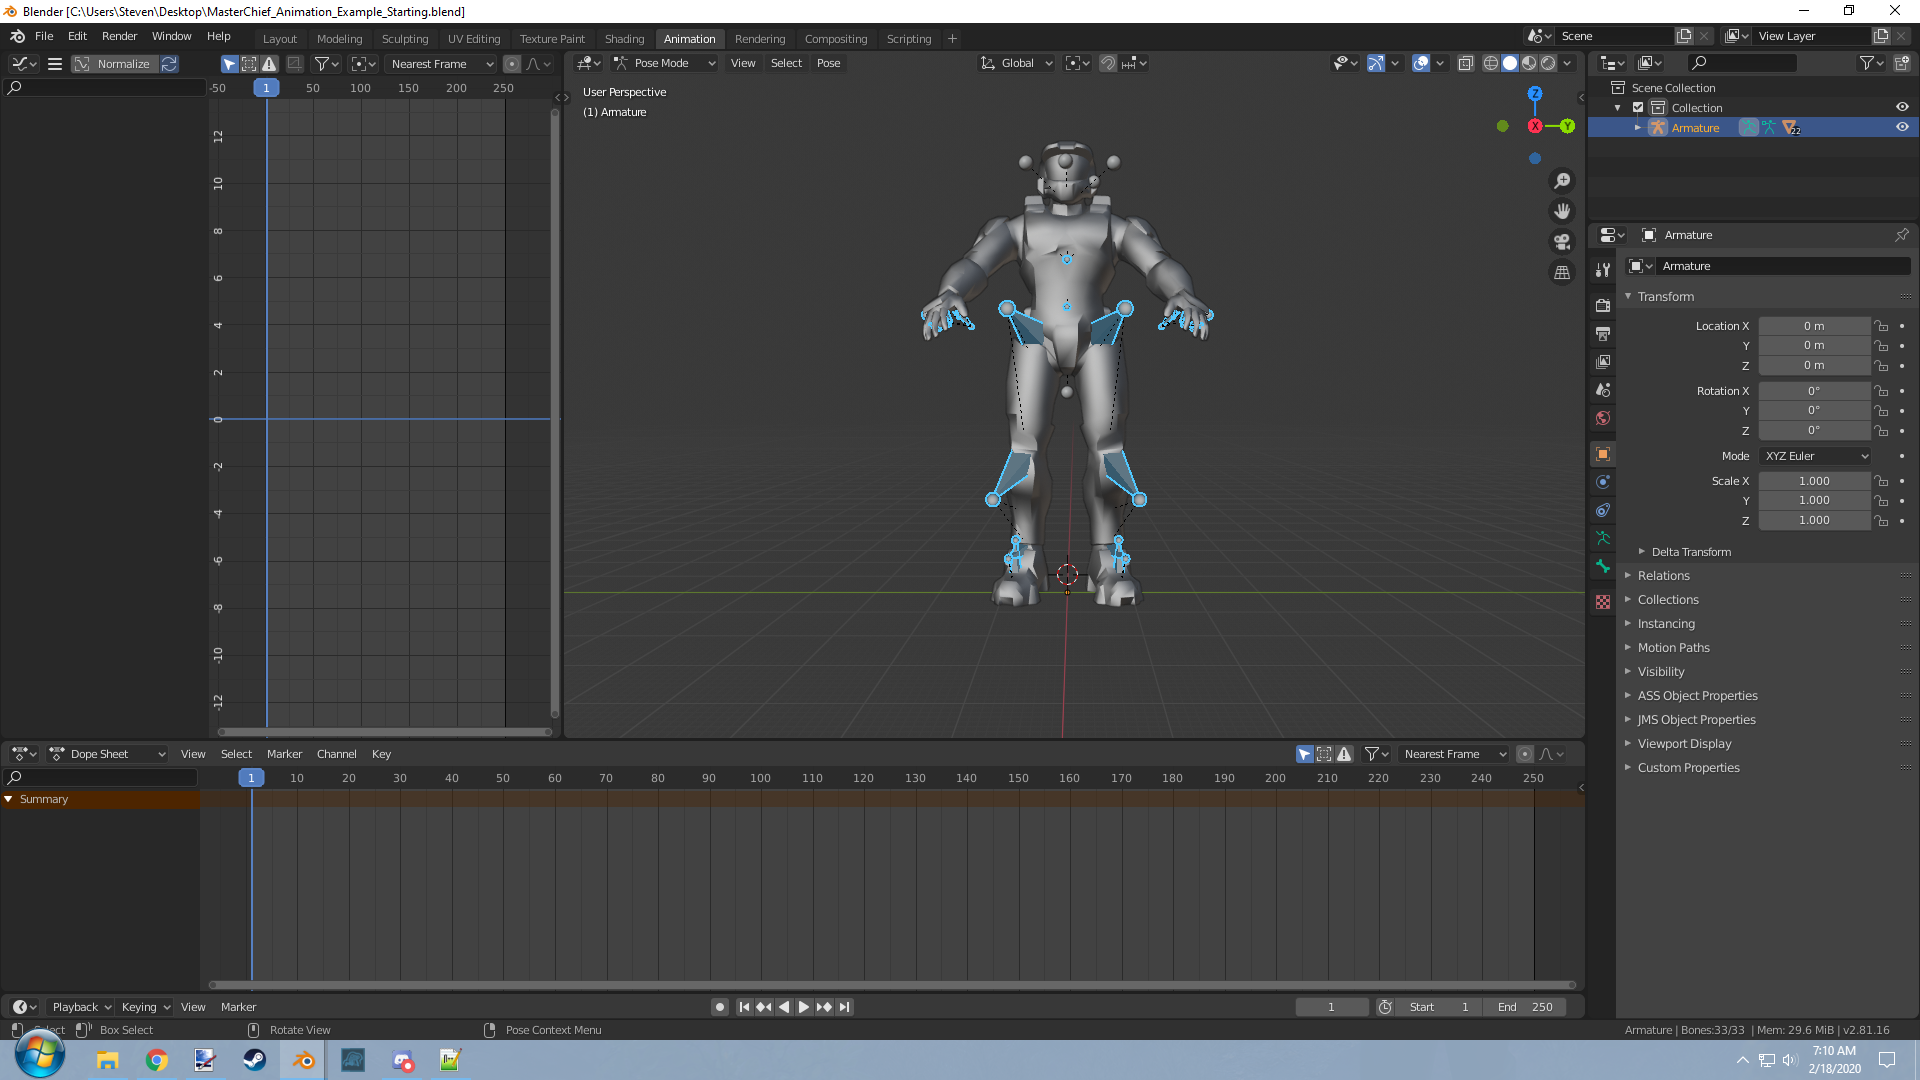 Blender [C:\Users\Steven\Desktop\MasterChief_Animation_Example_Starting.blend]
File Edit Render Window Help
Layout Modeling Sculpting UV Editing Texture Paint Shading Animation Rendering Compositing Scripting +
Scene
View Layer
Normalize
Nearest Frame
Pose Mode
View Select Pose
Global
-50 1 50 100 150 200 250
12
10
8
6
4
2
0
-2
-4
-6
-8
-10
-12
User Perspective
(1) Armature
Z
X
Y
Scene Collection
Collection
Armature
22
Armature
Armature
Transform
Location X 0 m
Y 0 m
Z 0 m
Rotation X 0°
Y 0°
Z 0°
Mode XYZ Euler
Scale X 1.000
Y 1.000
Z 1.000
Delta Transform
Relations
Collections
Instancing
Motion Paths
Visibility
ASS Object Properties
JMS Object Properties
Viewport Display
Custom Properties
Dope Sheet View Select Marker Channel Key
Nearest Frame
1 10 20 30 40 50 60 70 80 90 100 110 120 130 140 150 160 170 180 190 200 210 220 230 240 250
Summary
Playback Keying View Marker
1
Start 1
End 250
Box Select
Rotate View
Pose Context Menu
Armature | Bones:33/33 | Mem: 29.6 MiB | v2.81.16
7:10 AM
2/18/2020